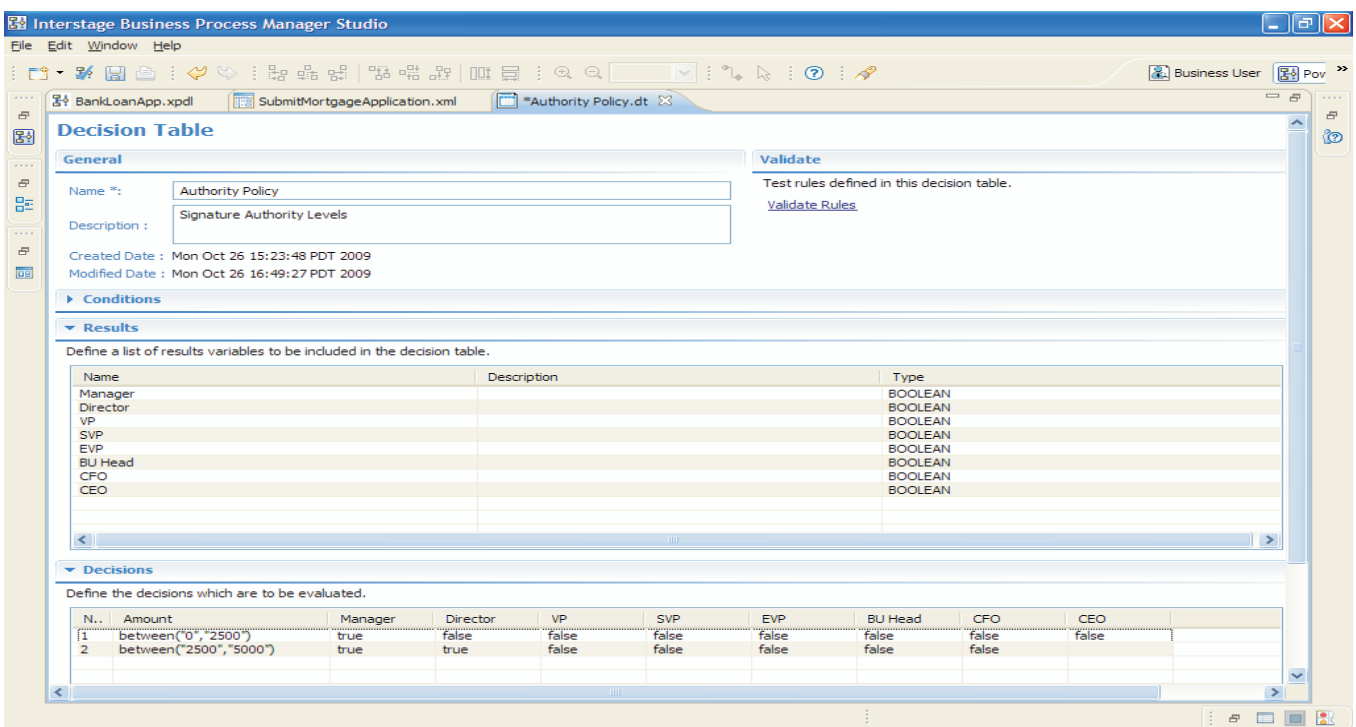 Interstage Business Process Manager Studio
File Edit Window Help
Business User Pov »
BankLoanApp.xpdl SubmitMortgageApplication.xml *Authority Policy.dt
Decision Table
General Validate
Name *: Authority Policy Test rules defined in this decision table.
Validate Rules
Description : Signature Authority Levels
Created Date : Mon Oct 26 15:23:48 PDT 2009
Modified Date : Mon Oct 26 16:49:27 PDT 2009
Conditions
Results
Define a list of results variables to be included in the decision table.
Name Description Type
Manager BOOLEAN
Director BOOLEAN
VP BOOLEAN
SVP BOOLEAN
EVP BOOLEAN
BU Head BOOLEAN
CFO BOOLEAN
CEO BOOLEAN
Decisions
Define the decisions which are to be evaluated.
N.. Amount Manager Director VP SVP EVP BU Head CFO CEO
1 between("0","2500") true false false false false false false false
2 between("2500","5000") true true false false false false false